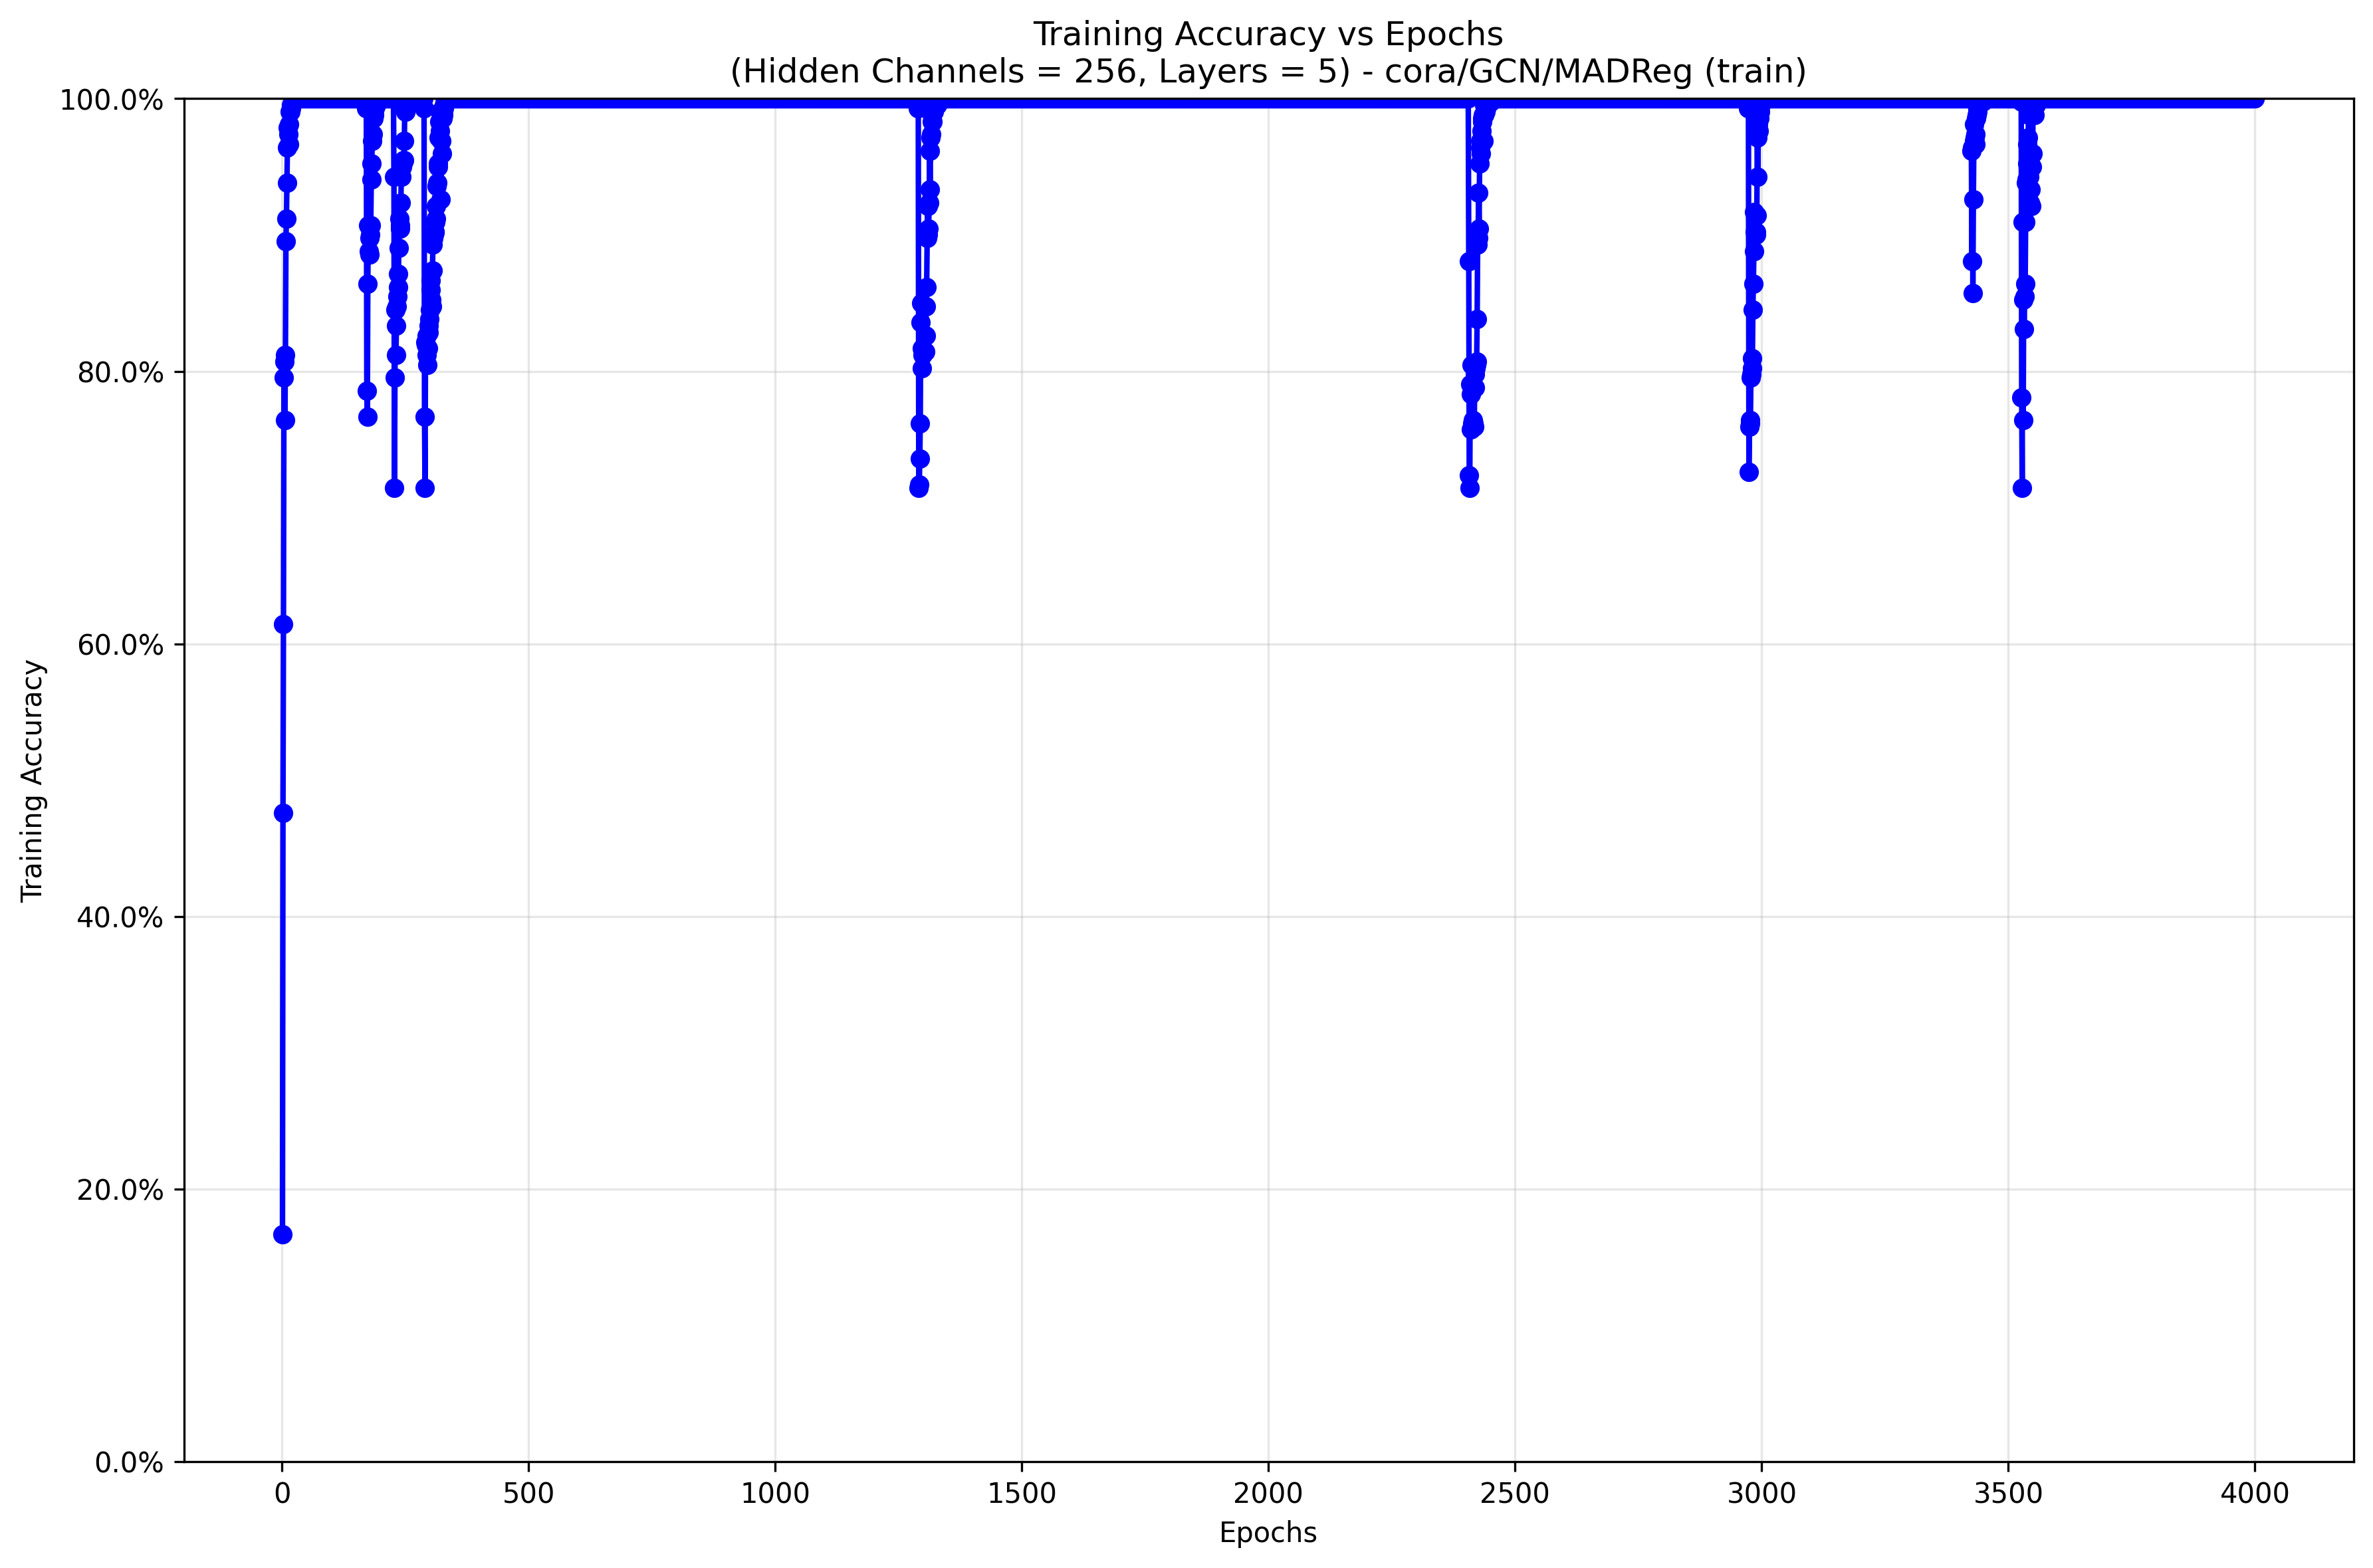 Training Accuracy vs Epochs
(Hidden Channels = 256, Layers = 5) - cora/GCN/MADReg (train)
100.0%
80.0%
60.0%
40.0%
20.0%
0.0%
Training Accuracy
0 500 1000 1500 2000 2500 3000 3500 4000
Epochs